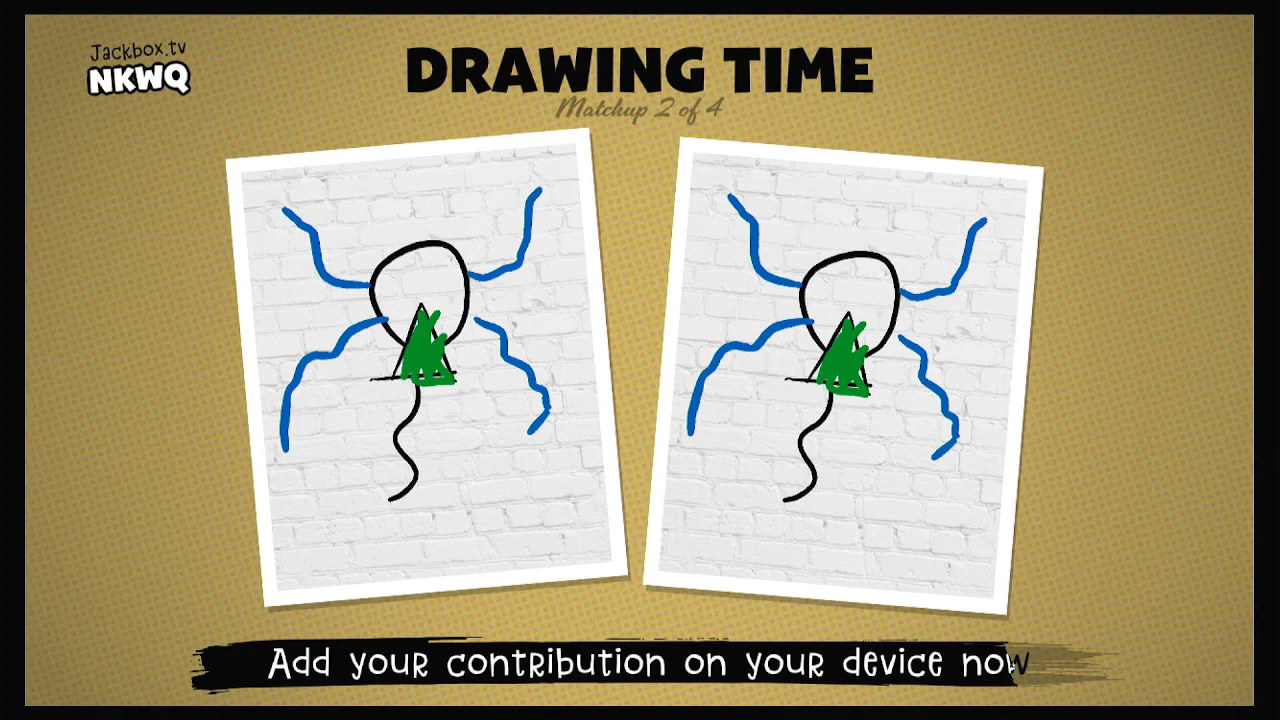 Jackbox.tv
NKWQ
DRAWING TIME
Matchup 2 of 4
Add your contribution on your device now